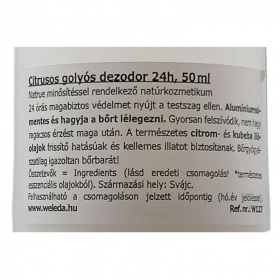 Citrusos golyós dezodor 24h, 50 ml
Natrue minősítéssel rendelkező natúrkozmetikum
24 órás magabiztos védelmet nyújt a testszag ellen. Alumíniumsó-
mentes és hagyja a bőrt lélegezni. Gyorsan felszívódik, nem hagy
ragacsos érzést maga után. A természetes citrom- és kubeba illó-
olajok frissítő hatásúak és kellemes illatot biztosítanak. Bőrgyógyá-
szatilag igazoltan bőrbarát!
Összetevők = Ingredients (lásd eredeti csomagolás! *természetes
esszenciális olajokból). Származási hely: Svájc.
Felhasználható a csomagoláson jelzett időpontig (hó.év jelöléssel)
www.weleda.hu
Ref.nr.: W127